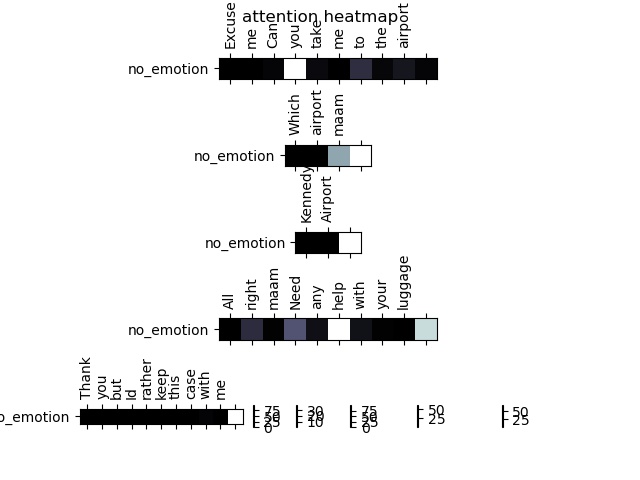 attention heatmap
Excuse me Can you take me to the airport
no_emotion
Which airport maam
no_emotion
Kennedy Airport
no_emotion
All right maam Need any help with your luggage
no_emotion
Thank you but Id rather keep this case with me
o_emotion
75 30 75 50 50
50 20 50 25 25
25 10 25
0 0